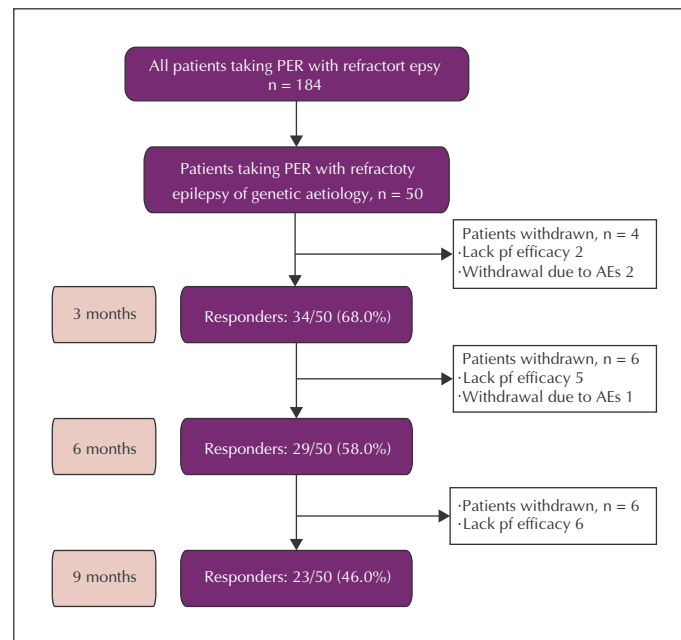 All patients taking PER with refractort epsy
n = 184
Patients taking PER with refractoty
epilepsy of genetic aetiology, n = 50
Patients withdrawn, n = 4
·Lack pf efficacy 2
·Withdrawal due to AEs 2
3 months
Responders: 34/50 (68.0%)
Patients withdrawn, n = 6
·Lack pf efficacy 5
·Withdrawal due to AEs 1
6 months
Responders: 29/50 (58.0%)
·Patients withdrawn, n = 6
·Lack pf efficacy 6
9 months
Responders: 23/50 (46.0%)